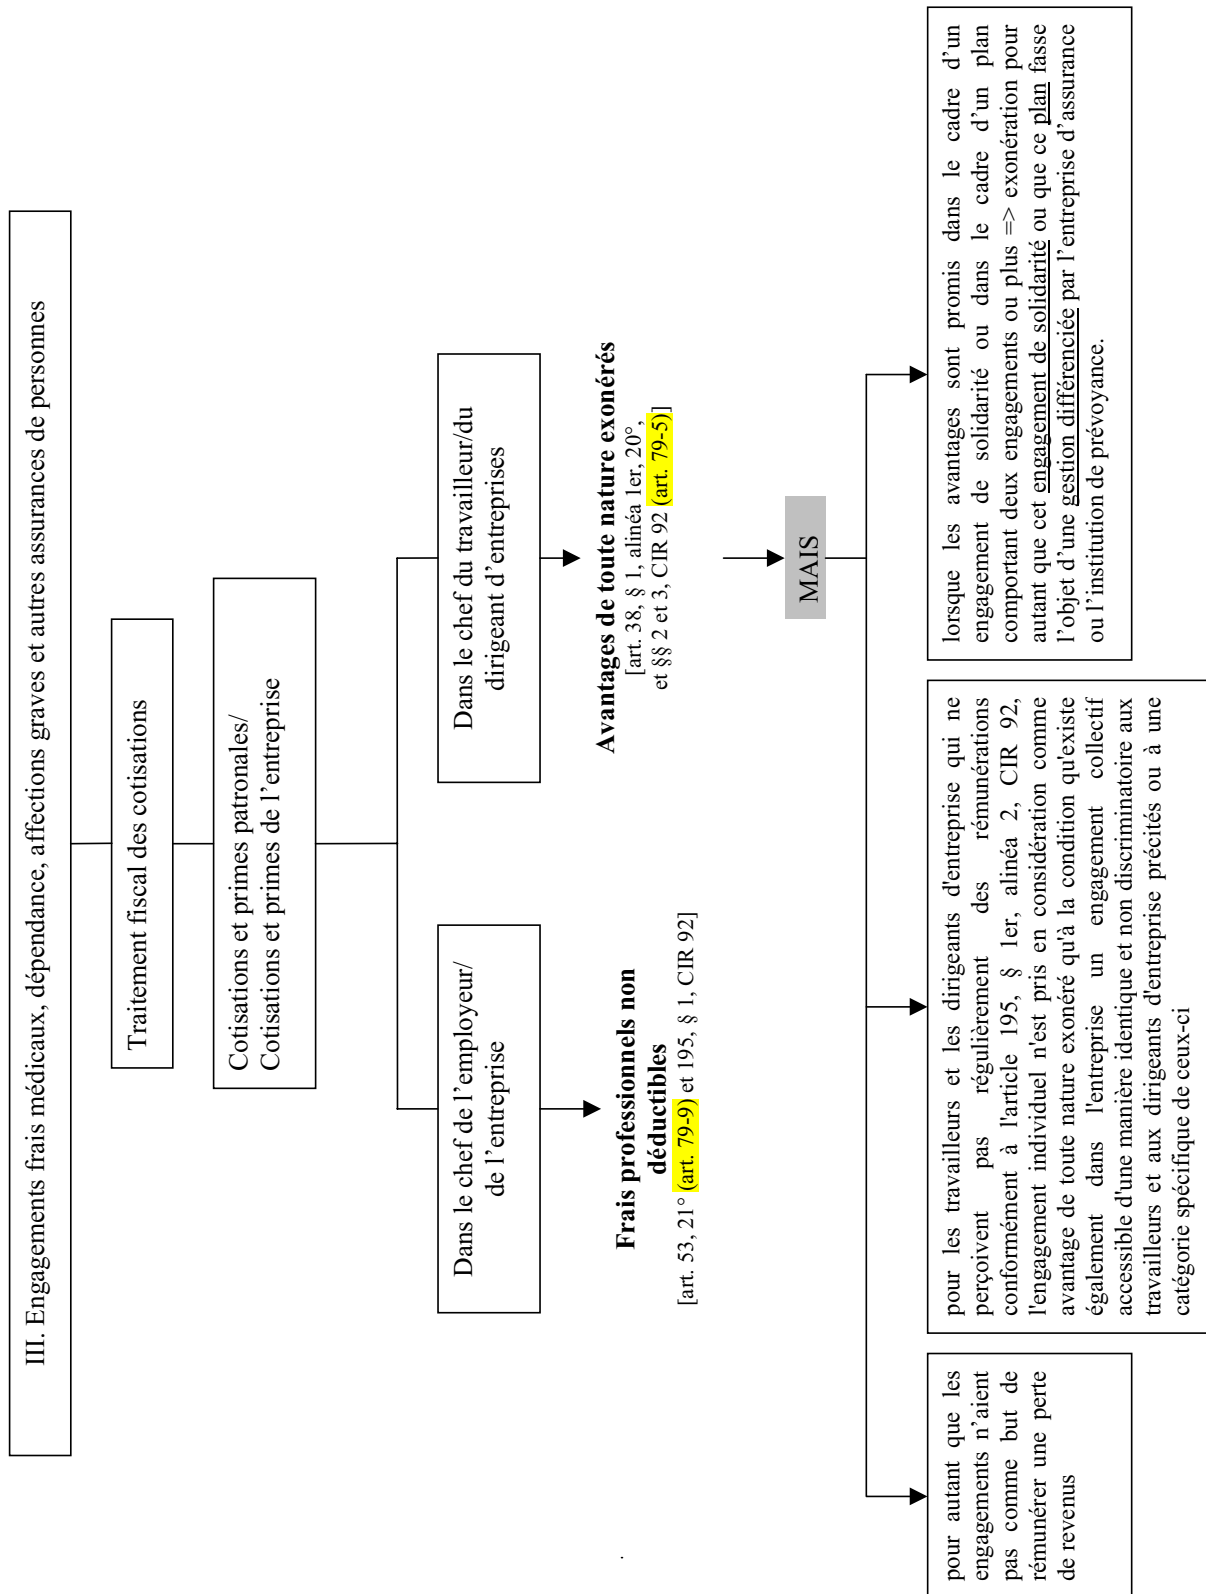 III. Engagements frais médicaux, dépendance, affections graves et autres assurances de personnes
Traitement fiscal des cotisations
Cotisations et primes patronales/
Cotisations et primes de l’entreprise
Dans le chef de l’employeur/
de l’entreprise
Dans le chef du travailleur/du
dirigeant d’entreprises
Frais professionnels non
déductibles
[art. 53, 21° (art. 79-9) et 195, § 1, CIR 92]
Avantages de toute nature exonérés
[art. 38, § 1, alinéa 1er, 20°,
et §§ 2 et 3, CIR 92 (art. 79-5)]
MAIS
pour autant que les
engagements n’aient
pas comme but de
rémunérer une perte
de revenus
pour les travailleurs et les dirigeants d'entreprise qui ne
perçoivent pas régulièrement des rémunérations
conformément à l'article 195, § 1er, alinéa 2, CIR 92,
l'engagement individuel n'est pris en considération comme
avantage de toute nature exonéré qu'à la condition qu'existe
également dans l'entreprise un engagement collectif
accessible d'une manière identique et non discriminatoire aux
travailleurs et aux dirigeants d'entreprise précités ou à une
catégorie spécifique de ceux-ci
lorsque les avantages sont promis dans le cadre d’un
engagement de solidarité ou dans le cadre d’un plan
comportant deux engagements ou plus => exonération pour
autant que cet engagement de solidarité ou que ce plan fasse
l’objet d’une gestion différenciée par l’entreprise d’assurance
ou l’institution de prévoyance.